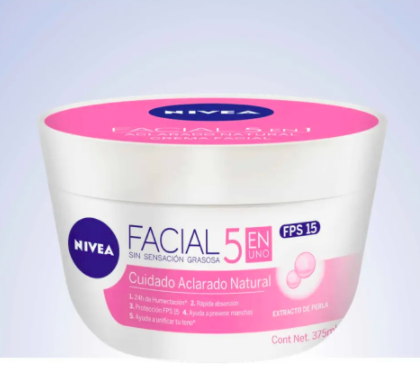 NIVEA
FACIAL 5 EN 1
ACLARADO NATURAL
CREMA FACIAL
NIVEA
FACIAL 5 EN UNO
SIN SENSACIÓN GRASOSA
FPS 15
Cuidado Aclarado Natural
1. 24h de Humectación* 2. Rápida absorción
3. Protección FPS 15 4. Ayuda a prevenir manchas
5. Ayuda a unificar tu tono*
EXTRACTO DE PERLA
Cont Net. 375ml